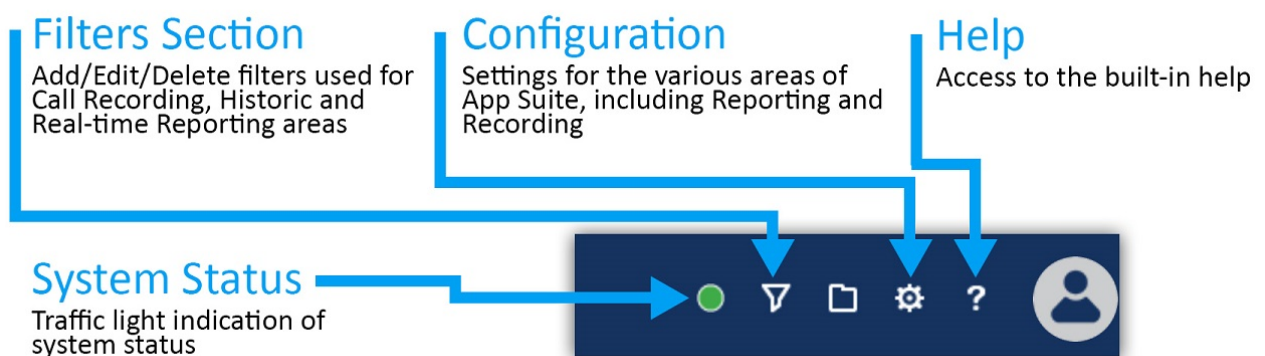 Filters Section
Add/Edit/Delete filters used for
Call Recording, Historic and
Real-time Reporting areas
Configuration
Settings for the various areas of
App Suite, including Reporting and
Recording
Help
Access to the built-in help
System Status
Traffic light indication of
system status
?